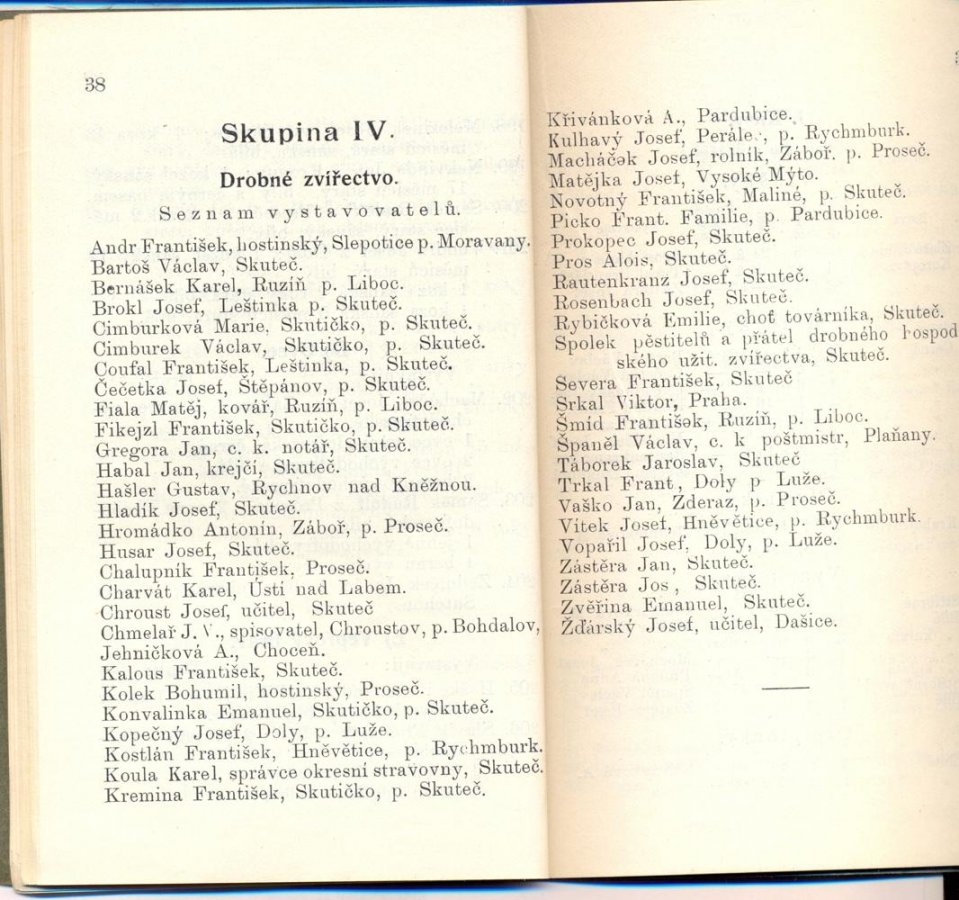 38
Skupina IV.
Drobné zvířectvo.
Seznam vystavovatelů.
Andr František, hostinský, Slepotice p. Moravany.
Bartoš Václav, Skuteč.
Bernášek Karel, Ruzíň p. Liboc.
Brokl Josef, Leštinka p. Skuteč.
Cimburková Marie, Skutičko, p. Skuteč.
Cimburek Václav, Skutičko, p. Skuteč.
Coufal František, Leštinka, p. Skuteč.
Čečetka Josef, Štěpánov, p. Skuteč.
Fiala Matěj, kovář, Ruzíň, p. Liboc.
Fikejzl František, Skutičko, p. Skuteč.
Gregora Jan, c. k. notář, Skuteč.
Habal Jan, krejčí, Skuteč.
Hašler Gustav, Rychnov nad Kněžnou.
Hladík Josef, Skuteč.
Hromádko Antonín, Záboř, p. Proseč.
Husar Josef, Skuteč.
Chalupník František, Proseč.
Charvát Karel, Ústí nad Labem.
Chroust Josef, učitel, Skuteč
Chmelař J. V., spisovatel, Chroustov, p. Bohdalov,
Jehničková A., Choceň.
Kalous František, Skuteč.
Kolek Bohumil, hostinský, Proseč.
Konvalinka Emanuel, Skutičko, p. Skuteč.
Kopečný Josef, Doly, p. Luže.
Kostlán František, Hněvětice, p. Rychmburk.
Koula Karel, správce okresní stravovny, Skuteč.
Kremina František, Skutičko, p. Skuteč.
Křivánková A., Pardubice.
Kulhavý Josef, p. Rychmburk.
Macháček Josef, rolník, Záboř. p. Proseč.
Matějka Josef, Vysoké Mýto.
Novotný František, Maliné, p. Skuteč.
Picko Frant. Familie, p. Pardubice.
Prokopec Josef, Skuteč.
Pros Alois, Skuteč.
Rautenkranz Josef, Skuteč.
Rosenbach Josef, Skuteč.
Rybičková Emilie, choť továrníka, Skuteč.
Spolek pěstitelů a přátel drobného hospod
ského užit. zvířectva, Skuteč.
Severa František, Skuteč
Srkal Viktor, Praha.
Šmíd František, Ruzíň, p. Liboc.
Španěl Václav, c. k poštmistr, Plaňany.
Táborek Jaroslav, Skuteč
Trkal Frant, Doly p Luže.
Vaško Jan, Zderaz, p. Proseč.
Vítek Josef, Hněvětice, p. Rychmburk.
Vopařil Josef, Doly, p. Luže.
Zástěra Jan, Skuteč.
Zástěra Jos, Skuteč.
Zvěřina Emanuel, Skuteč.
Žďárský Josef, učitel, Dašice.